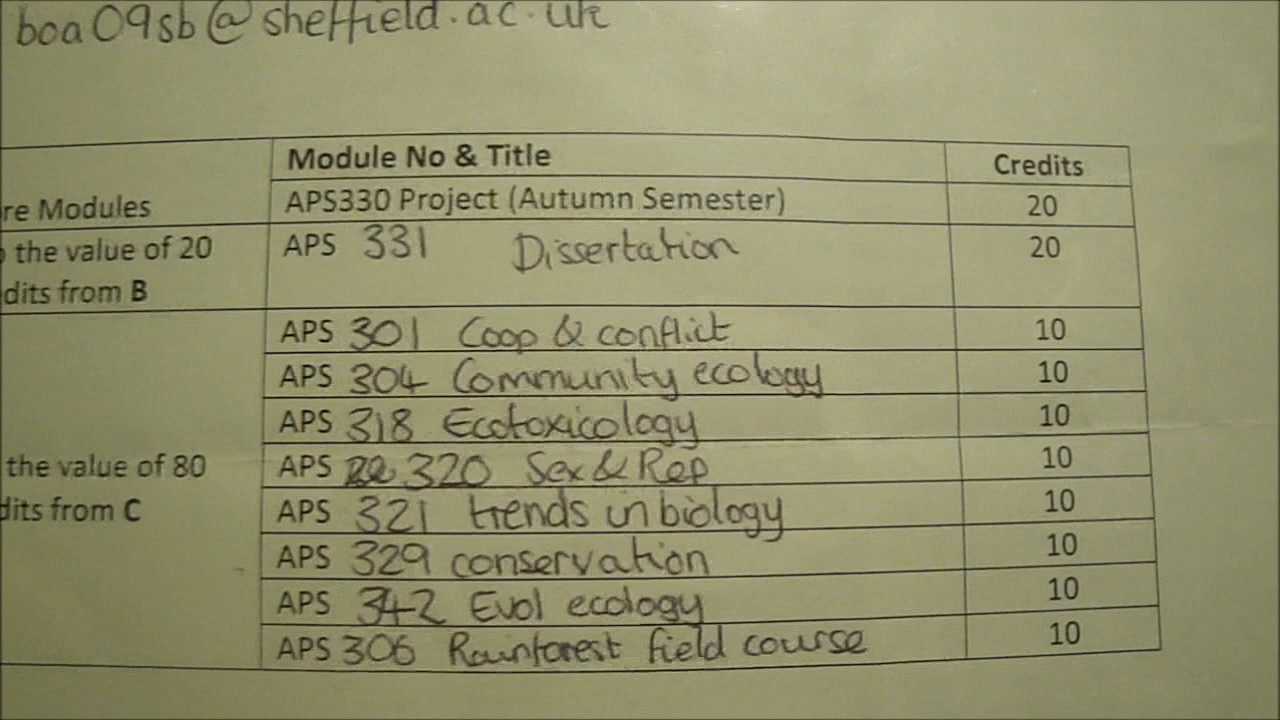 boa09sb@sheffield.ac.uk
Module No & Title Credits
re Modules APS330 Project (Autumn Semester) 20
the value of 20 APS 331 Dissertation 20
dits from B
APS 301 Coop & conflict 10
APS 304 Community ecology 10
APS 318 Ecotoxicology 10
the value of 80 APS 320 Sex & Rep 10
dits from C APS 321 trends in biology 10
APS 329 conservation 10
APS 342 Evol ecology 10
APS 306 Rainforest field course 10